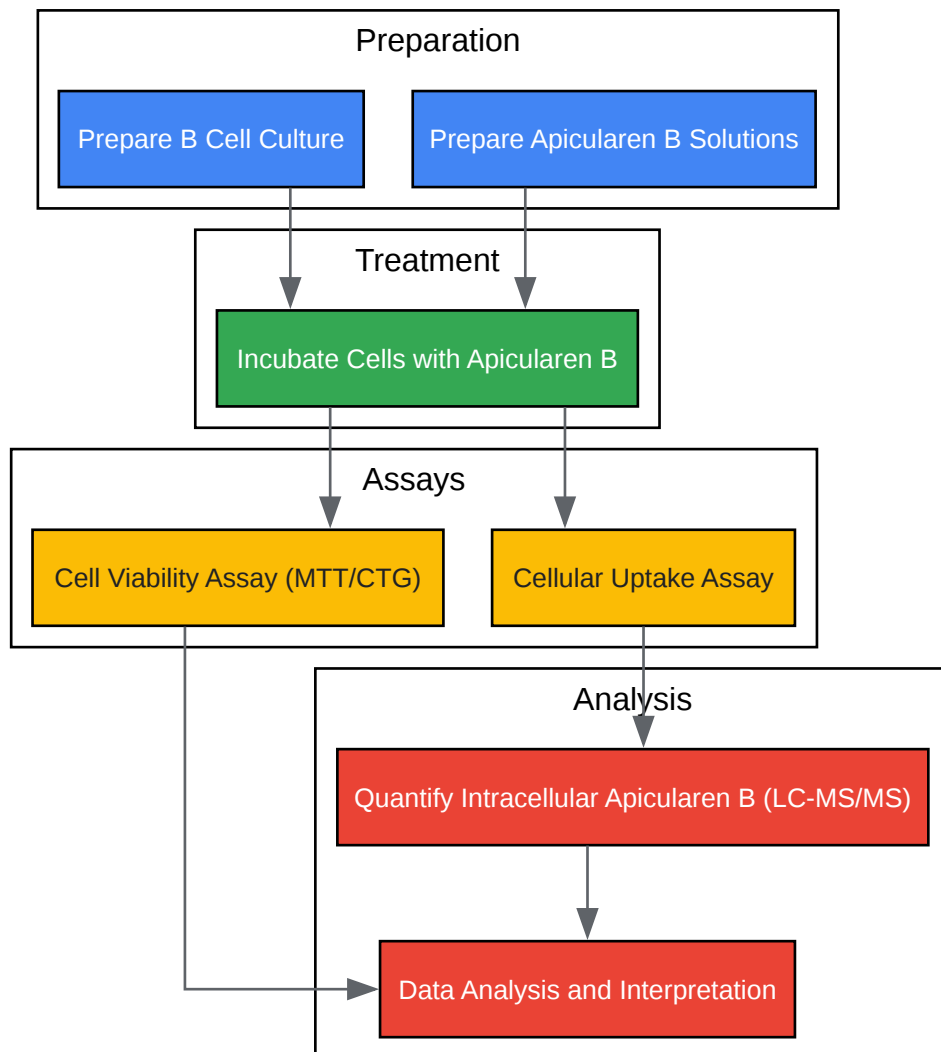 Preparation
Prepare B Cell Culture
Prepare Apicularen B Solutions
Treatment
Incubate Cells with Apicularen B
Assays
Cell Viability Assay (MTT/CTG)
Cellular Uptake Assay
Analysis
Quantify Intracellular Apicularen B (LC-MS/MS)
Data Analysis and Interpretation